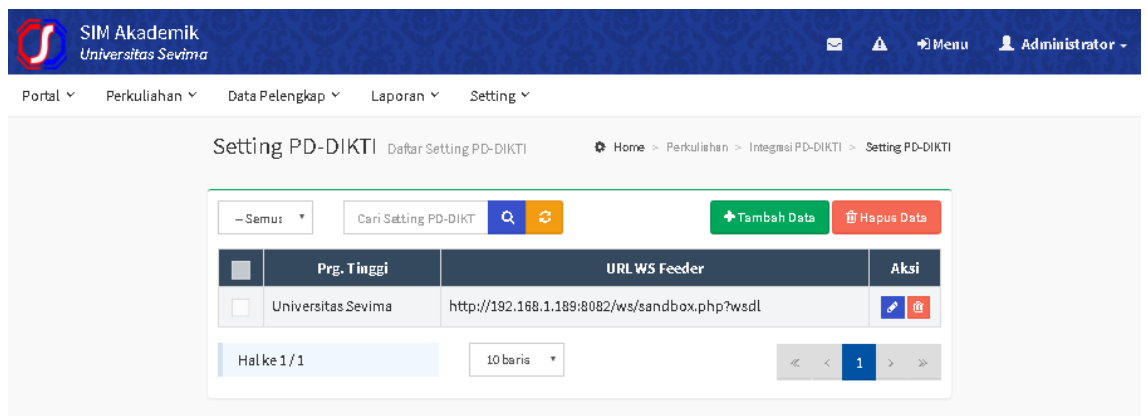 SIM Akademik
Universitas Sevima
Menu Administrator
Portal Perkuliahan Data Pelengkap Laporan Setting
Setting PD-DIKTI Daftar Setting PD-DIKTI Home > Perkuliahan > Integrasi PD-DIKTI > Setting PD-DIKTI
-- Semua Cari Setting PD-DIKT Tambah Data Hapus Data
Prg. Tinggi URL WS Feeder Aksi
Universitas Sevima http://192.168.1.189:8082/ws/sandbox.php?wsdl
Hal ke 1 / 1 10 baris « < 1 > »